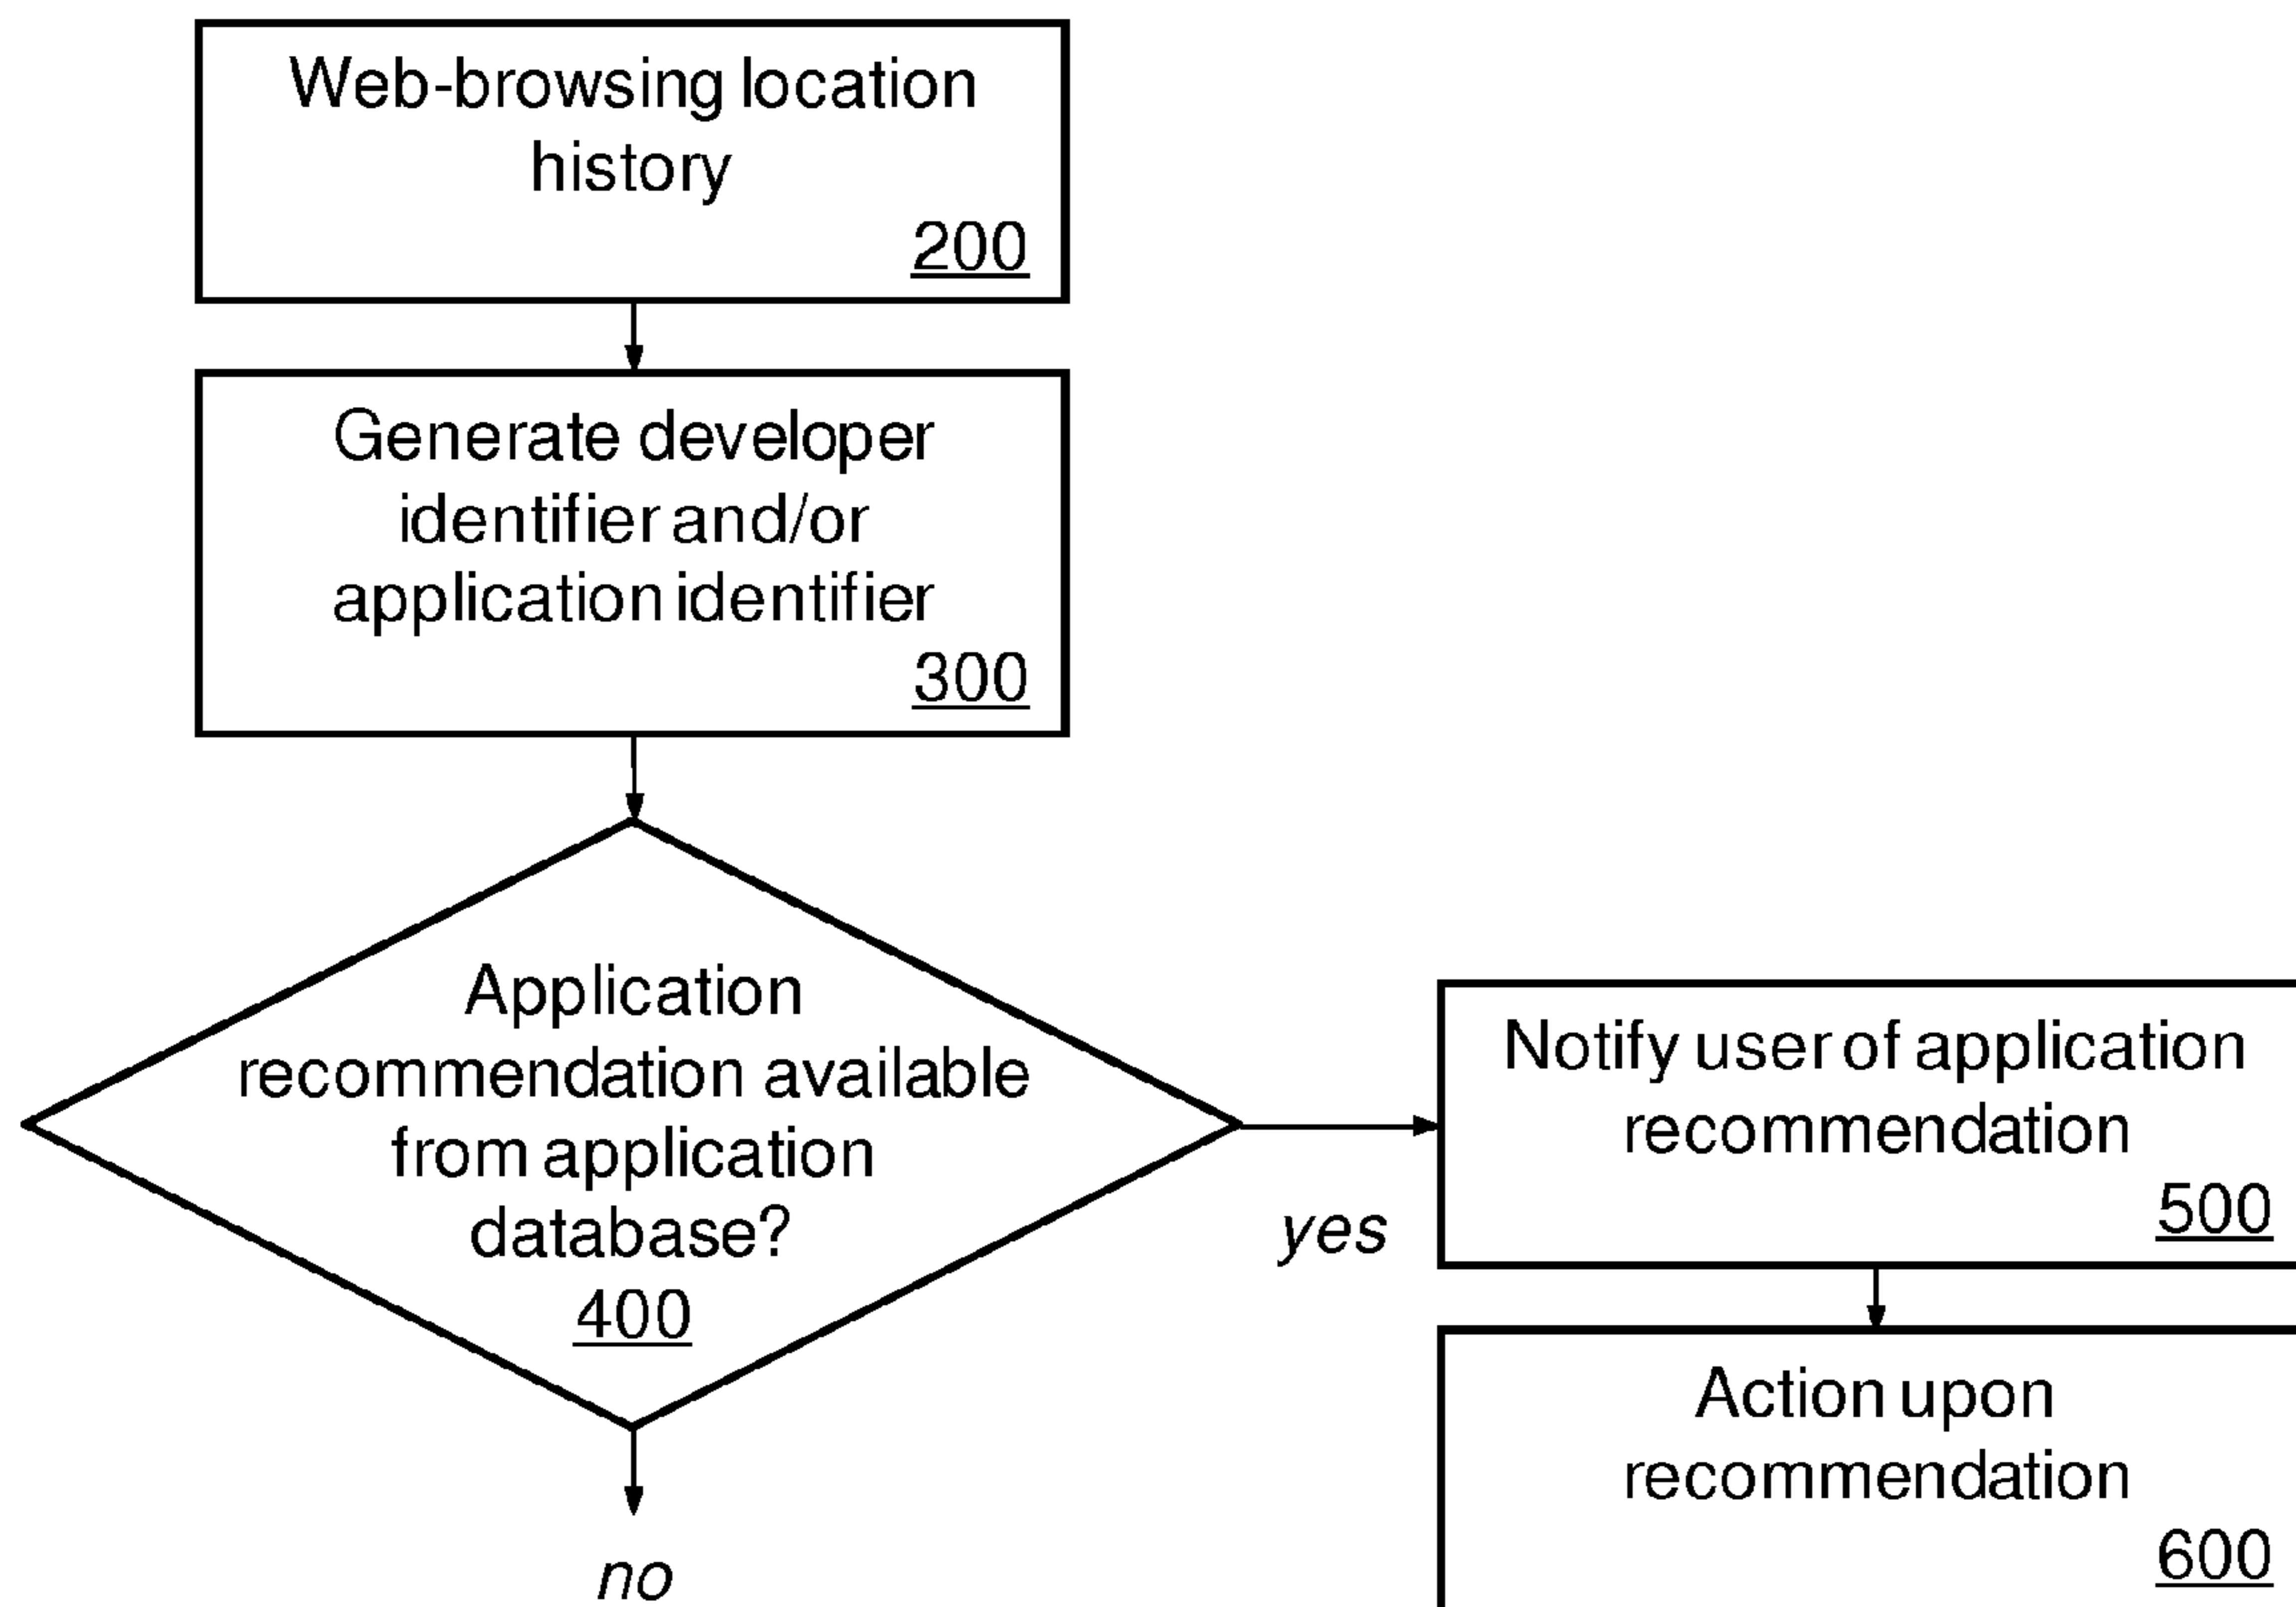 Web-browsing location
history
200
Generate developer
identifier and/or
application identifier
300
Application
recommendation available
from application
database?
400
yes
no
Notify user of application
recommendation
500
Action upon
recommendation
600